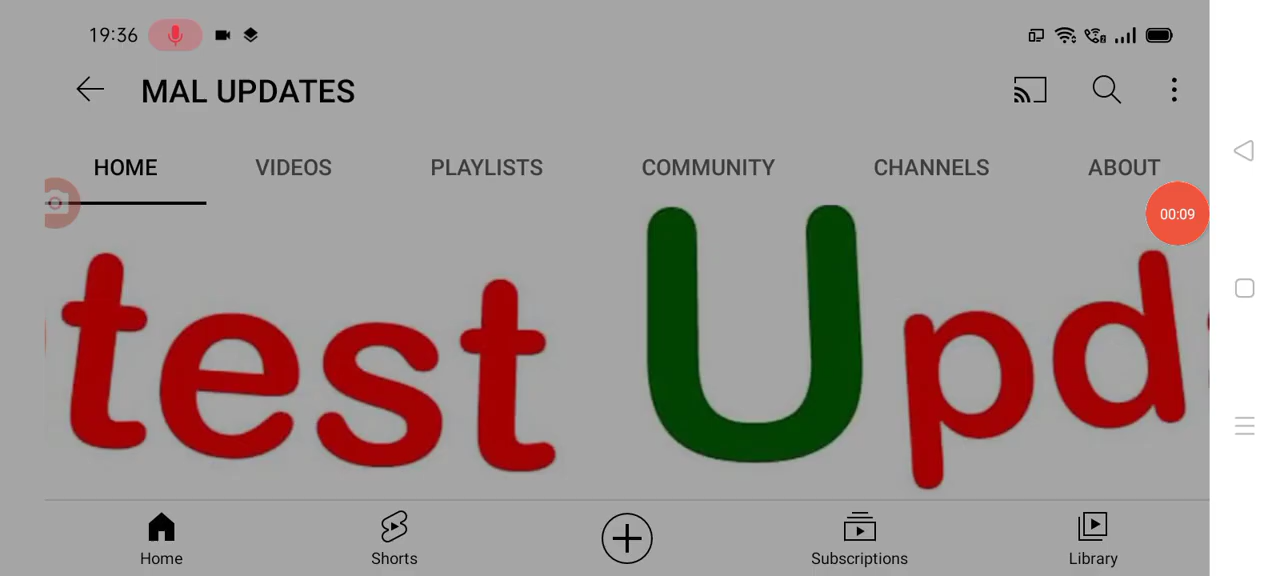 19:36
MAL UPDATES
HOME VIDEOS PLAYLISTS COMMUNITY CHANNELS ABOUT
00:09
test Upd
Home Shorts Subscriptions Library